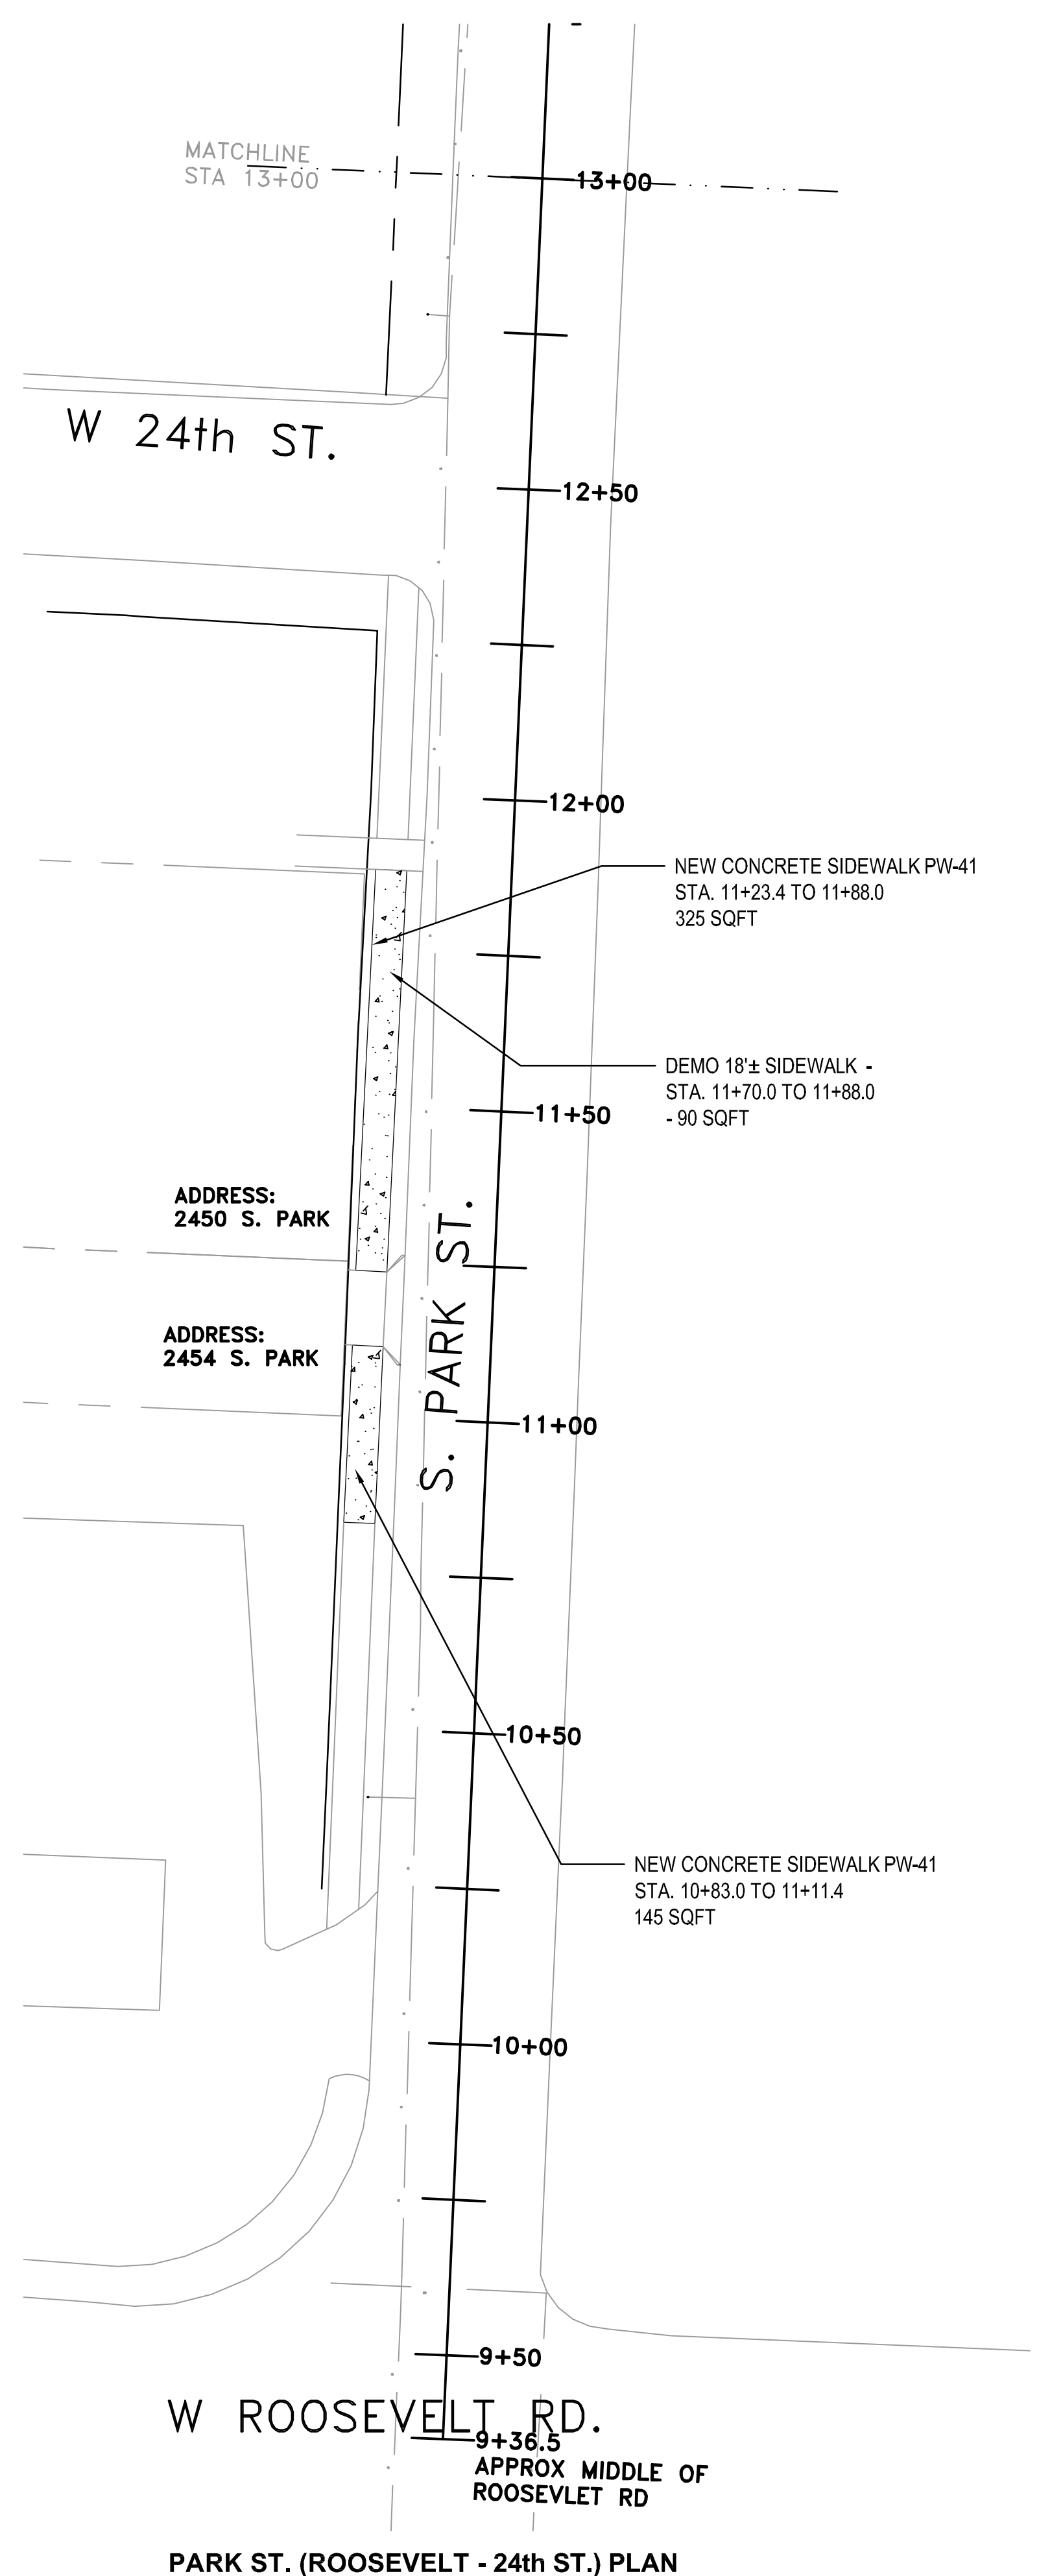 MATCHLINE
STA 13+00
13+00
W 24th ST.
12+50
12+00
NEW CONCRETE SIDEWALK PW-41
STA. 11+23.4 TO 11+88.0
325 SQFT
DEMO 18'± SIDEWALK -
STA. 11+70.0 TO 11+88.0
- 90 SQFT
11+50
ADDRESS:
2450 S. PARK
S. PARK ST.
ADDRESS:
2454 S. PARK
11+00
10+50
NEW CONCRETE SIDEWALK PW-41
STA. 10+83.0 TO 11+11.4
145 SQFT
10+00
9+50
W ROOSEVELT RD.
9+36.5
APPROX MIDDLE OF
ROOSEVLET RD
PARK ST. (ROOSEVELT - 24th ST.) PLAN